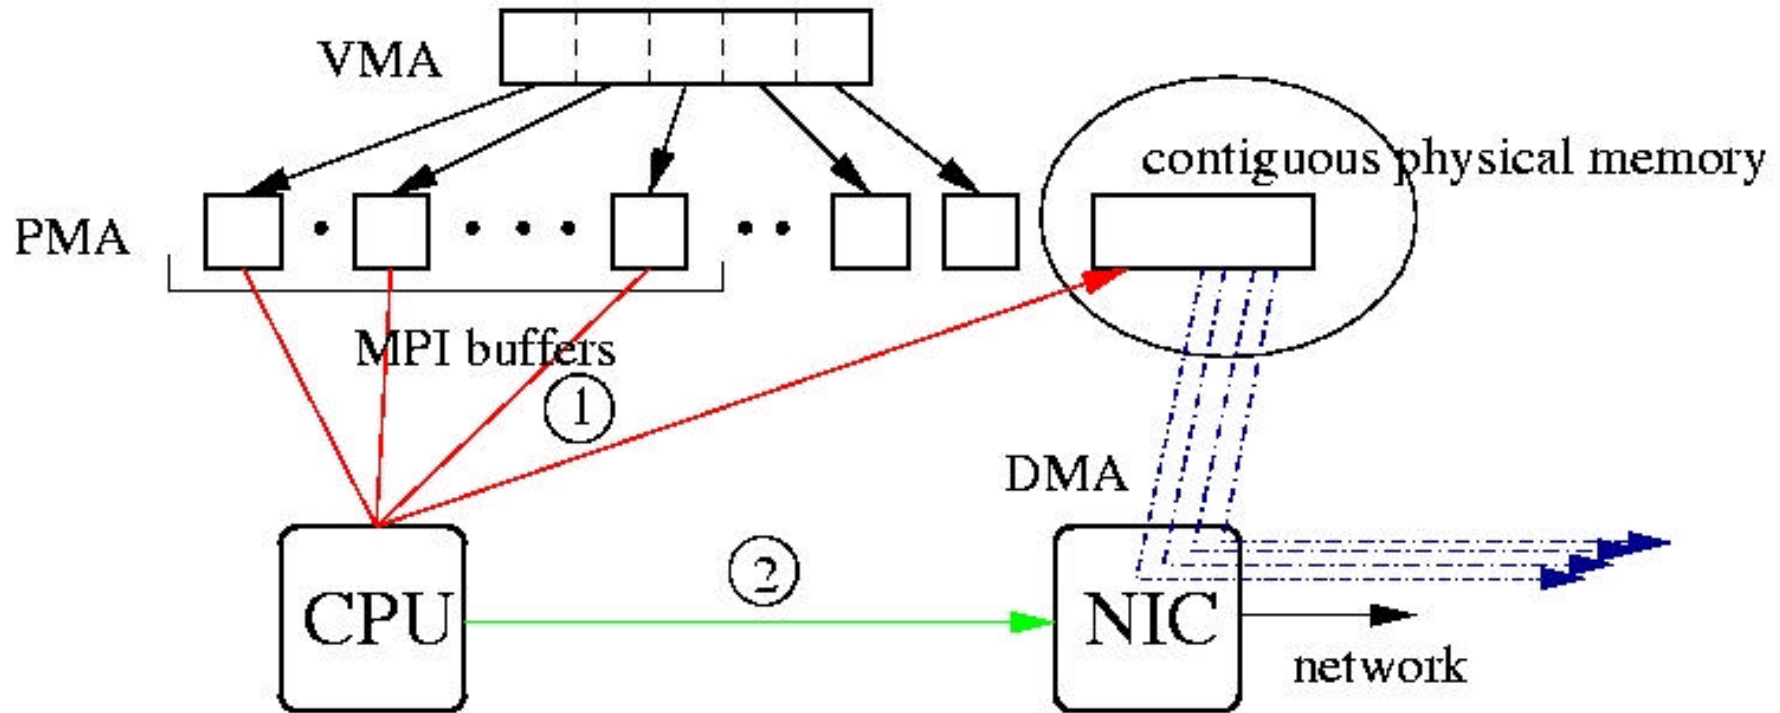 VMA
contiguous physical memory
PMA
MPI buffers
1
DMA
2
CPU
NIC
network